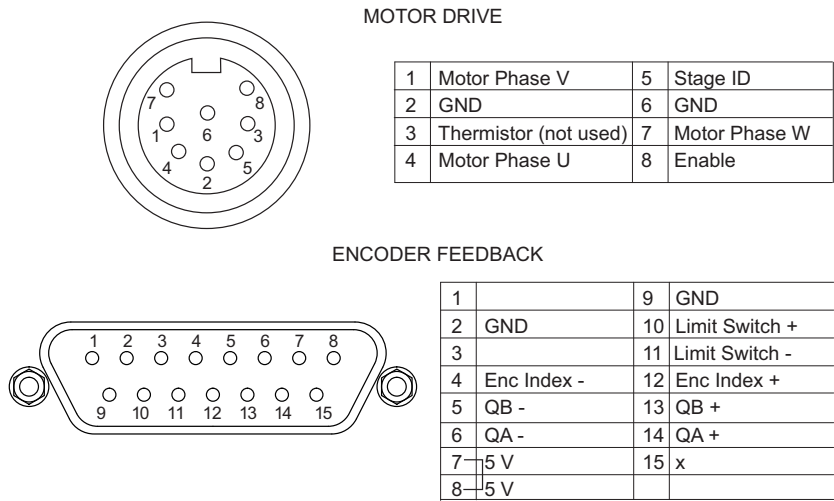 MOTOR DRIVE
7 8
1 6 3
4 5
2
1 Motor Phase V 5 Stage ID
2 GND 6 GND
3 Thermistor (not used) 7 Motor Phase W
4 Motor Phase U 8 Enable
ENCODER FEEDBACK
1 2 3 4 5 6 7 8
9 10 11 12 13 14 15
1 9 GND
2 GND 10 Limit Switch +
3 11 Limit Switch -
4 Enc Index - 12 Enc Index +
5 QB - 13 QB +
6 QA - 14 QA +
7 5 V 15 x
8 5 V